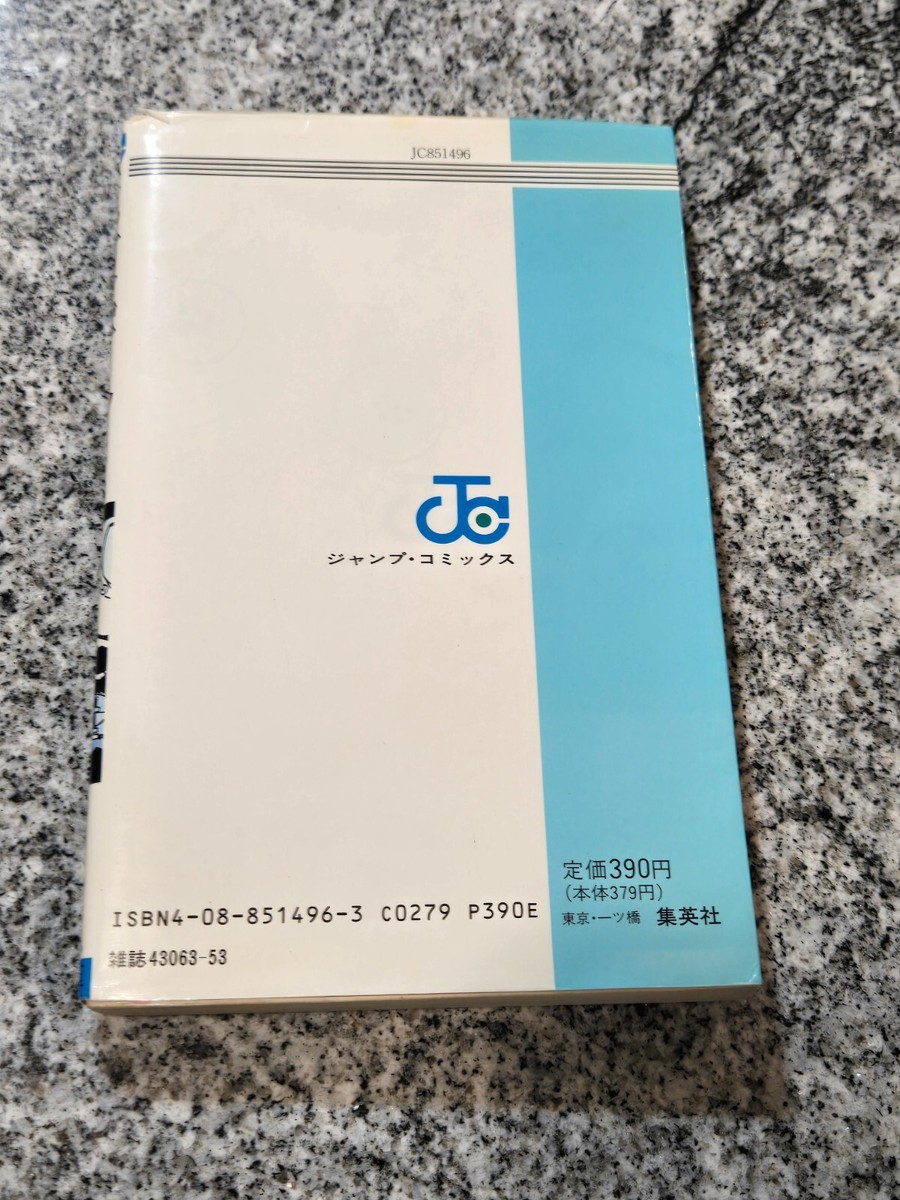 JC851496
JC
ジャンプ・コミックス
定価390円
(本体379円)
東京・一ツ橋 集英社
ISBN4-08-851496-3 C0279 P390E
雑誌43063-53